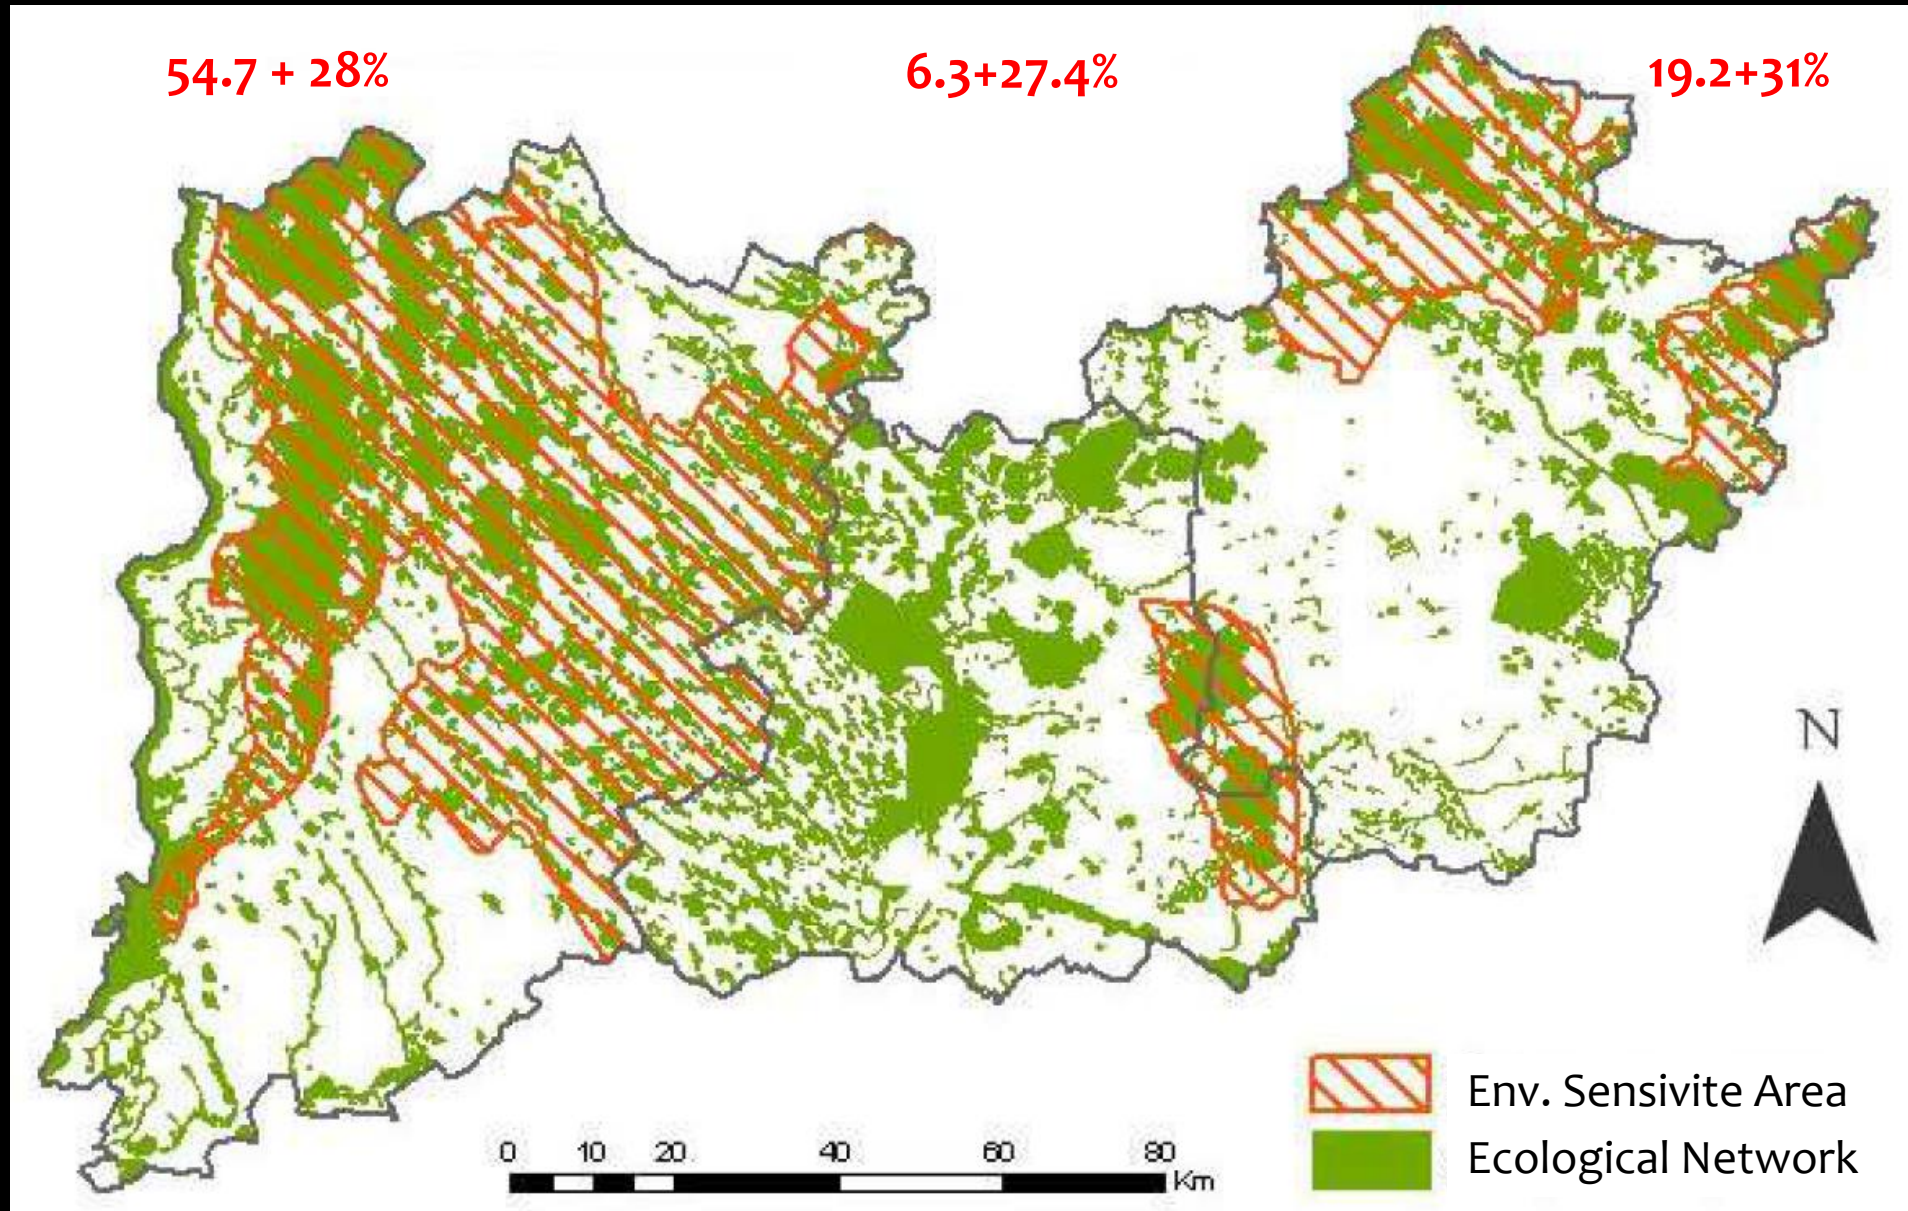 54.7 + 28%
6.3+27.4%
19.2+31%
N
Env. Sensivite Area
Ecological Network
0 10 20 40 60 80
Km